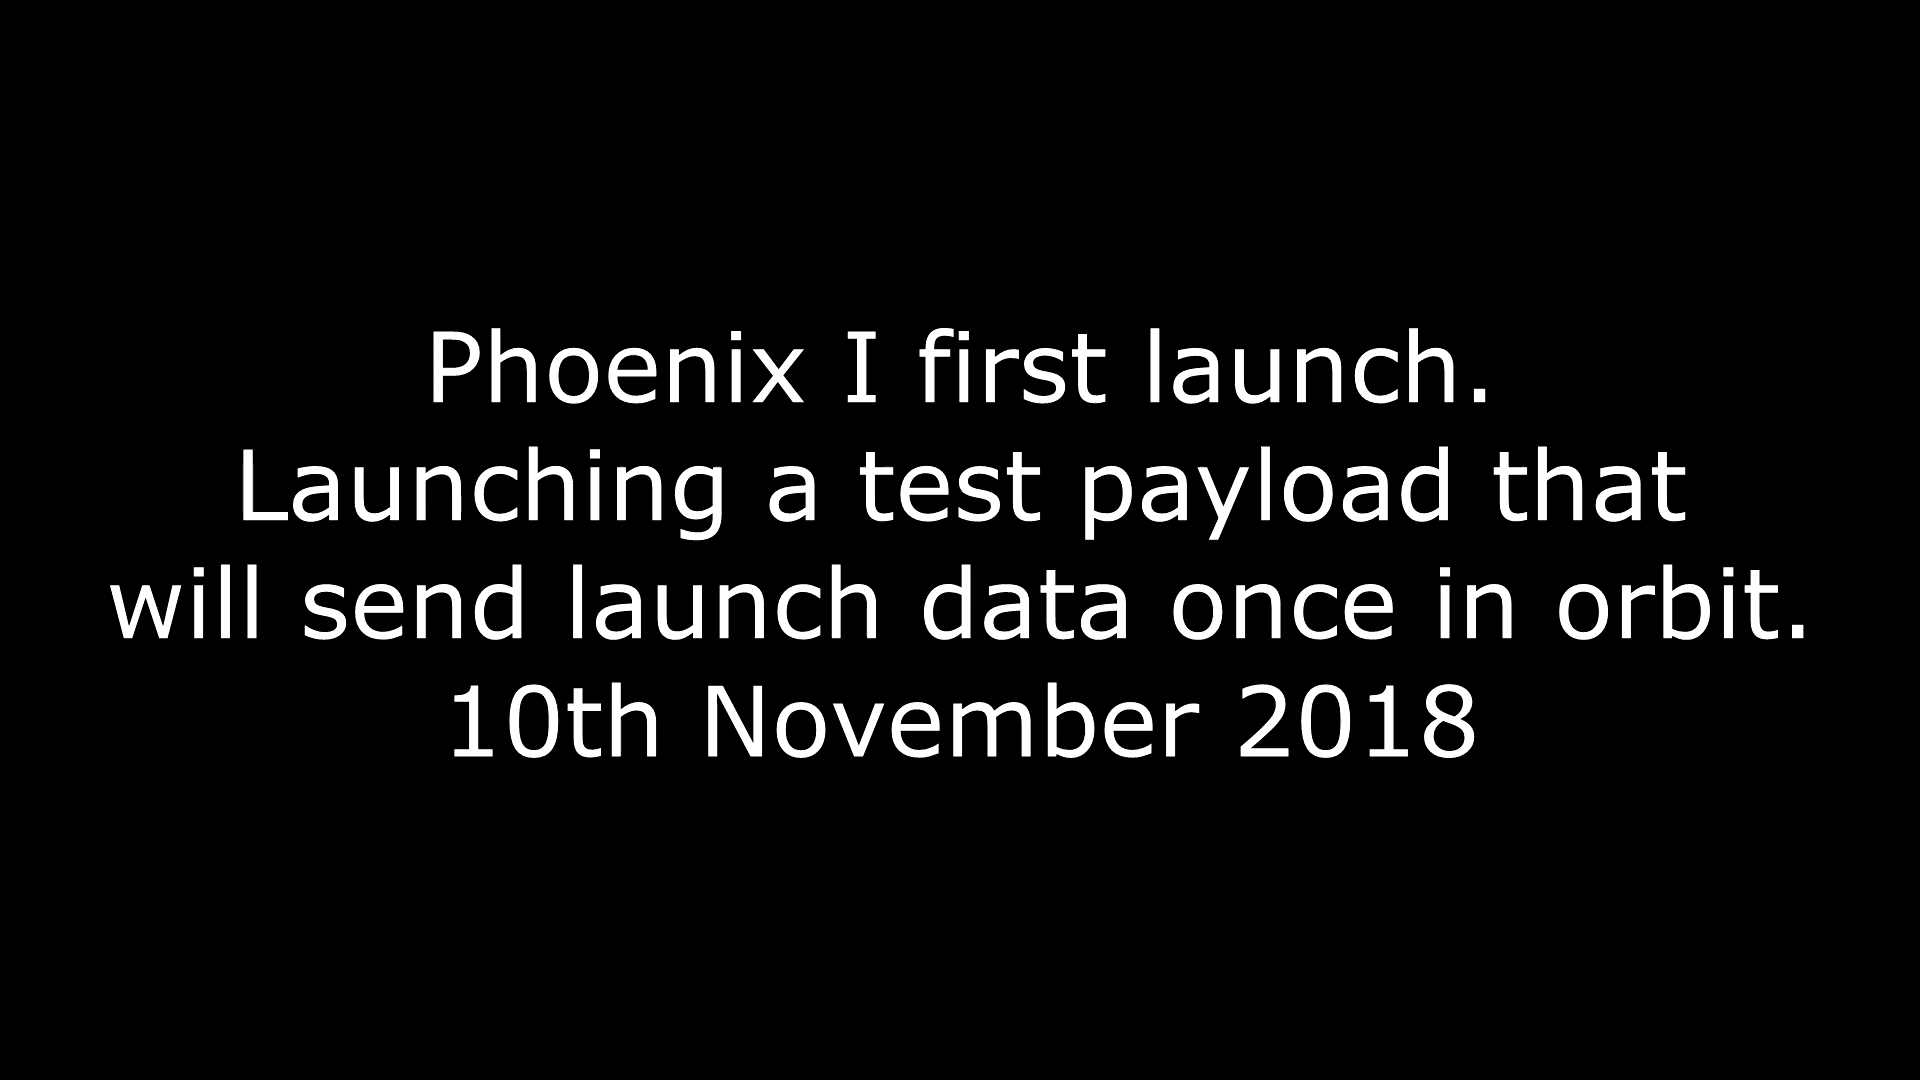 Phoenix I first launch.
Launching a test payload that
will send launch data once in orbit.
10th November 2018